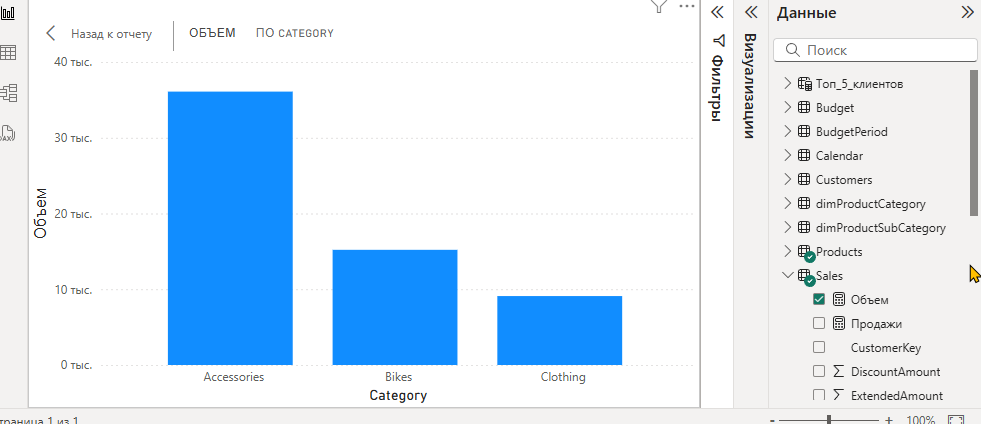 Назад к отчету
ОБЪЕМ
ПО CATEGORY
40 тыс.
30 тыс.
20 тыс.
10 тыс.
0 тыс.
Объем
Accessories
Bikes
Clothing
Category
Фильтры
Визуализации
Данные
Поиск
Топ_5_клиентов
Budget
BudgetPeriod
Calendar
Customers
dimProductCategory
dimProductSubCategory
Products
Sales
Объем
Продажи
CustomerKey
DiscountAmount
ExtendedAmount
DAX
траница 1 из 1
100%